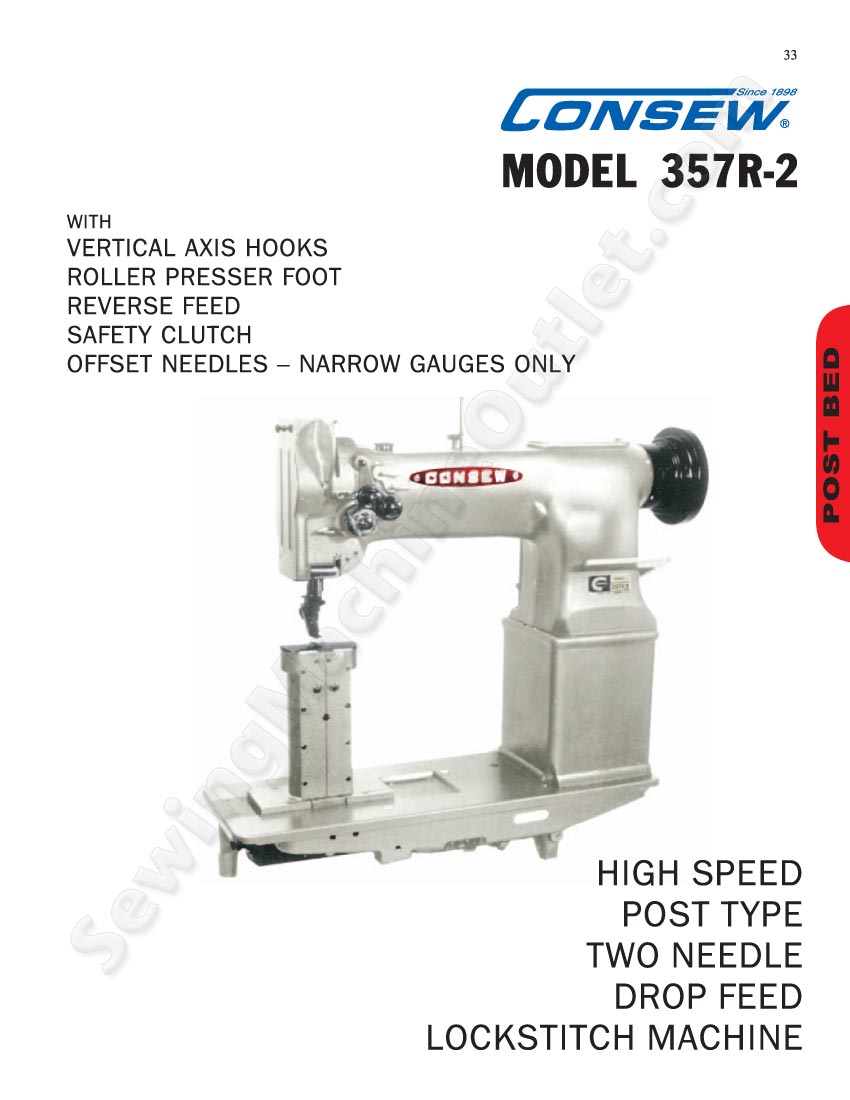 33
Since 1898
CONSEW®
MODEL 357R-2
WITH
VERTICAL AXIS HOOKS
ROLLER PRESSER FOOT
REVERSE FEED
SAFETY CLUTCH
OFFSET NEEDLES – NARROW GAUGES ONLY
POST BED
CONSEW
SewingMachineOutlet.com
HIGH SPEED
POST TYPE
TWO NEEDLE
DROP FEED
LOCKSTITCH MACHINE